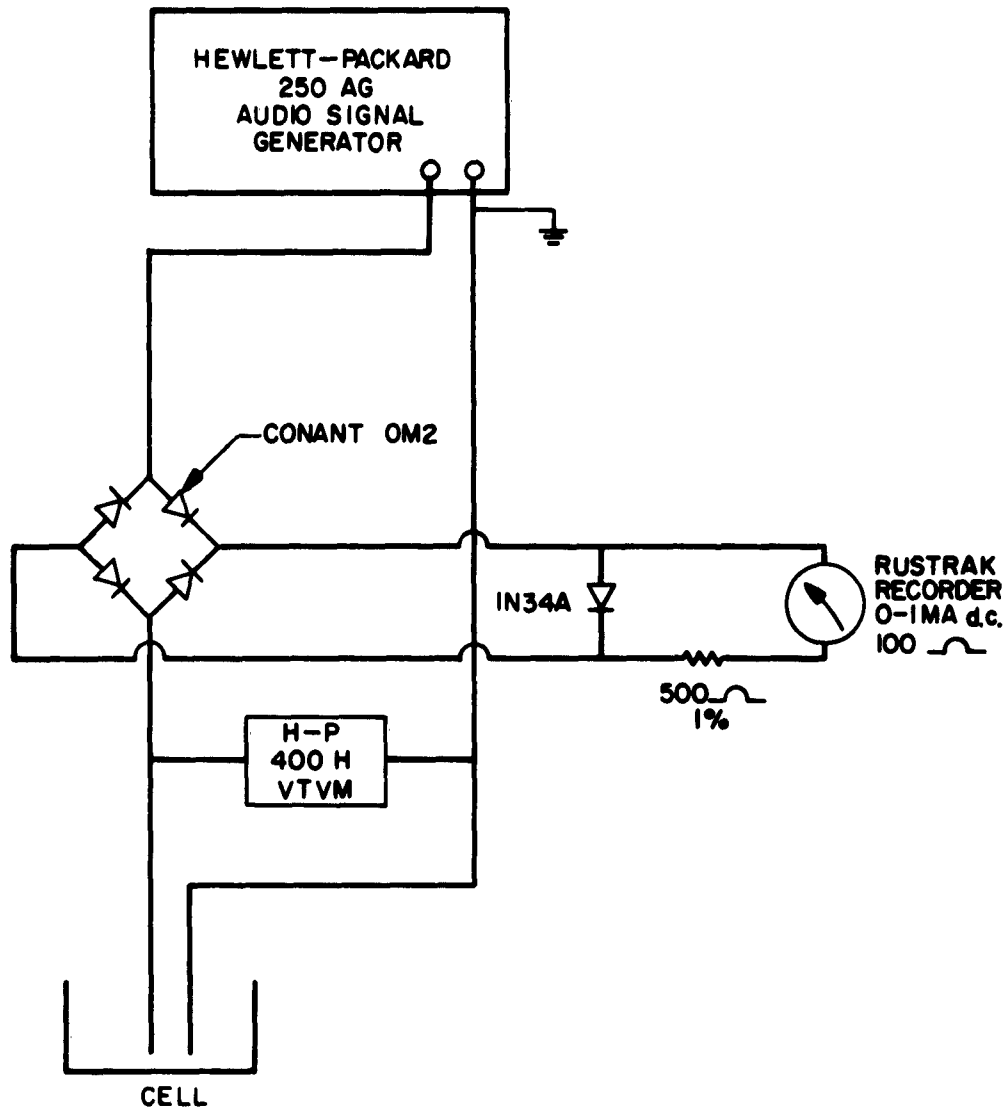 HEWLETT-PACKARD
250 AG
AUDIO SIGNAL
GENERATOR
CONANT OM2
1N34A
RUSTRAK
RECORDER
0-1MA d.c.
100
500
1%
H-P
400 H
VTVM
CELL